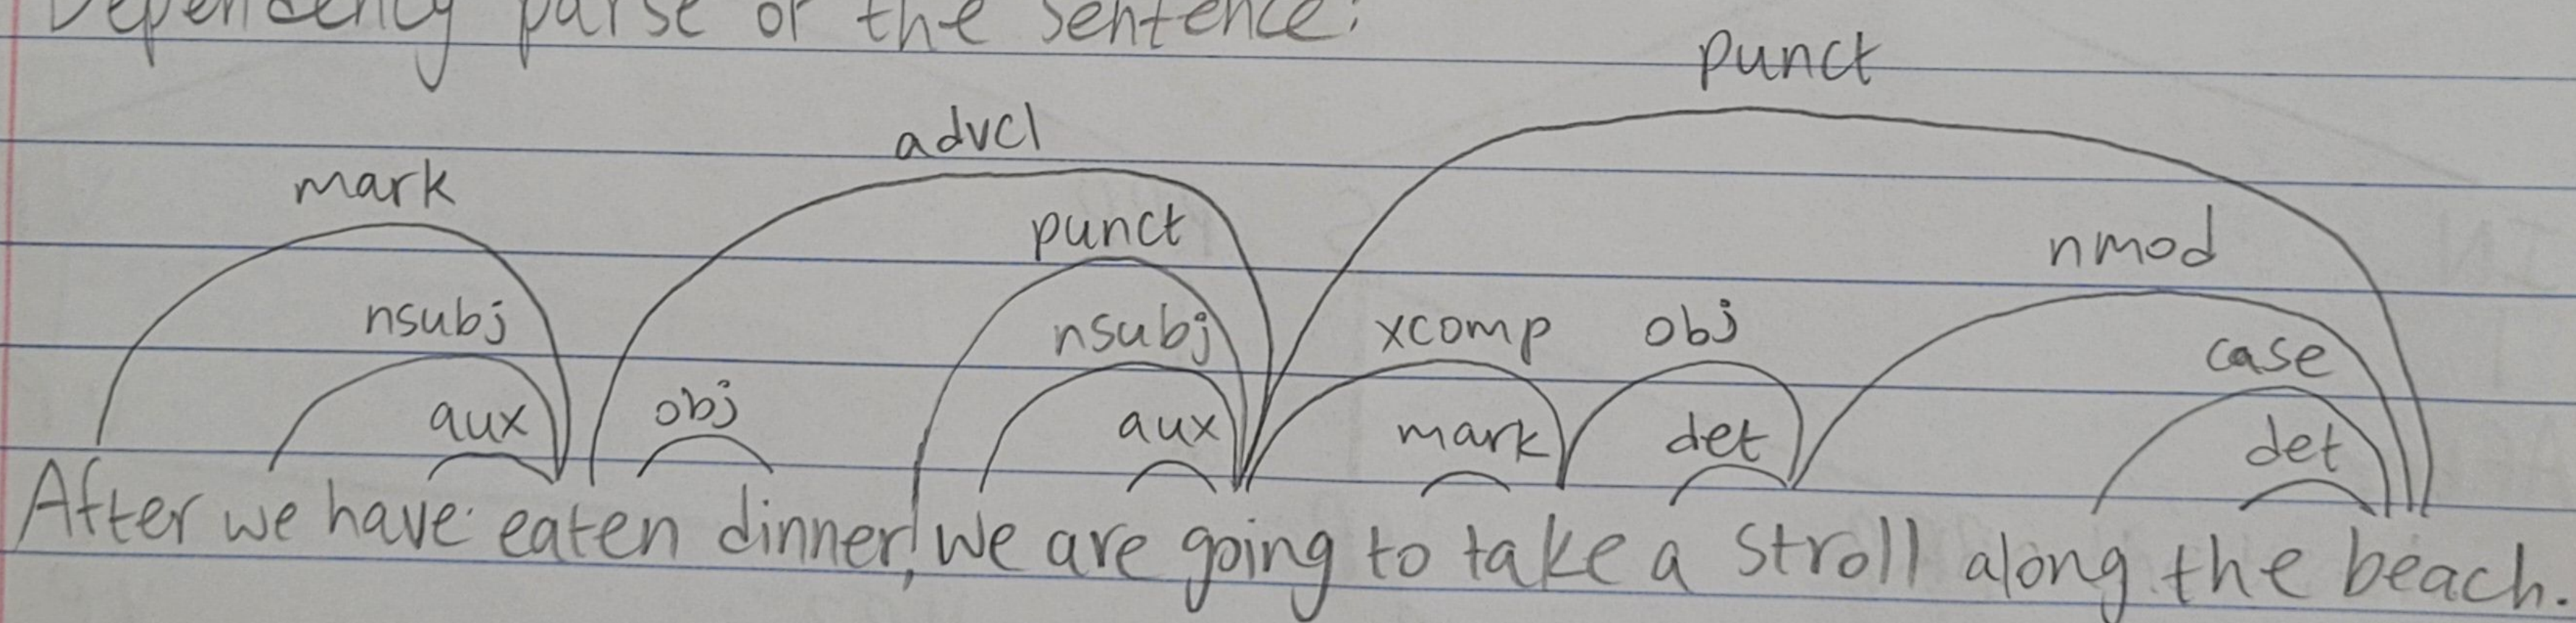 Dependency parse of the sentence:
punct
advcl
mark
punct
nmod
nsubj nsubj xcomp obj case
aux obj aux mark det det
After we have eaten dinner, we are going to take a stroll along the beach.